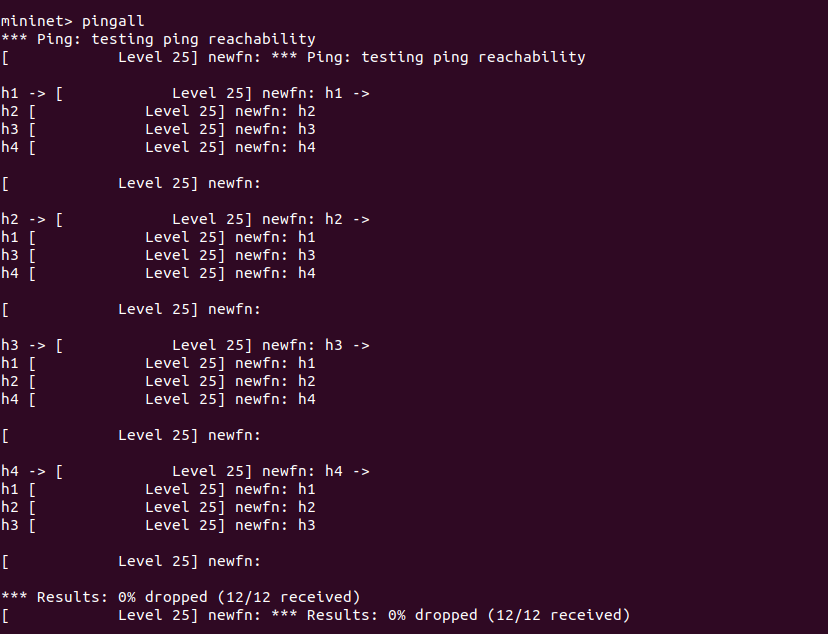 mininet> pingall
*** Ping: testing ping reachability
[            Level 25] newfn: *** Ping: testing ping reachability
h1 -> [            Level 25] newfn: h1 ->
h2 [            Level 25] newfn: h2
h3 [            Level 25] newfn: h3
h4 [            Level 25] newfn: h4
[            Level 25] newfn:
h2 -> [            Level 25] newfn: h2 ->
h1 [            Level 25] newfn: h1
h3 [            Level 25] newfn: h3
h4 [            Level 25] newfn: h4
[            Level 25] newfn:
h3 -> [            Level 25] newfn: h3 ->
h1 [            Level 25] newfn: h1
h2 [            Level 25] newfn: h2
h4 [            Level 25] newfn: h4
[            Level 25] newfn:
h4 -> [            Level 25] newfn: h4 ->
h1 [            Level 25] newfn: h1
h2 [            Level 25] newfn: h2
h3 [            Level 25] newfn: h3
[            Level 25] newfn:
*** Results: 0% dropped (12/12 received)
[            Level 25] newfn: *** Results: 0% dropped (12/12 received)